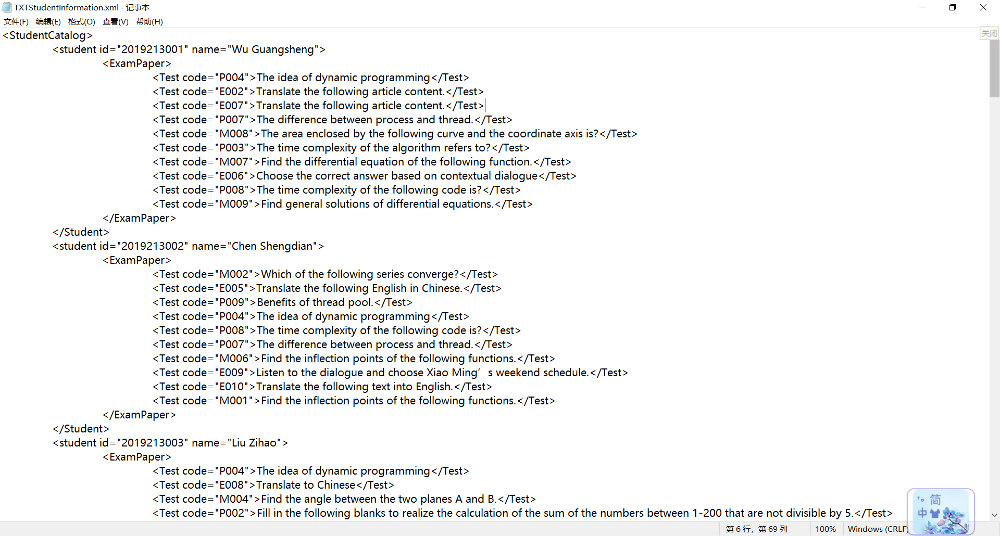 TXTStudentInformation.xml - 记事本
文件(F) 编辑(E) 格式(O) 查看(V) 帮助(H)
关闭
<StudentCatalog>
<student id="2019213001" name="Wu Guangsheng">
<ExamPaper>
<Test code="P004">The idea of dynamic programming</Test>
<Test code="E002">Translate the following article content.</Test>
<Test code="E007">Translate the following article content.</Test>
<Test code="P007">The difference between process and thread.</Test>
<Test code="M008">The area enclosed by the following curve and the coordinate axis is?</Test>
<Test code="P003">The time complexity of the algorithm refers to?</Test>
<Test code="M007">Find the differential equation of the following function.</Test>
<Test code="E006">Choose the correct answer based on contextual dialogue</Test>
<Test code="P008">The time complexity of the following code is?</Test>
<Test code="M009">Find general solutions of differential equations.</Test>
</ExamPaper>
</Student>
<student id="2019213002" name="Chen Shengdian">
<ExamPaper>
<Test code="M002">Which of the following series converge?</Test>
<Test code="E005">Translate the following English in Chinese.</Test>
<Test code="P009">Benefits of thread pool.</Test>
<Test code="P004">The idea of dynamic programming</Test>
<Test code="P008">The time complexity of the following code is?</Test>
<Test code="P007">The difference between process and thread.</Test>
<Test code="M006">Find the inflection points of the following functions.</Test>
<Test code="E009">Listen to the dialogue and choose Xiao Ming’s weekend schedule.</Test>
<Test code="E010">Translate the following text into English.</Test>
<Test code="M001">Find the inflection points of the following functions.</Test>
</ExamPaper>
</Student>
<student id="2019213003" name="Liu Zihao">
<ExamPaper>
<Test code="P004">The idea of dynamic programming</Test>
<Test code="E008">Translate to Chinese</Test>
<Test code="M004">Find the angle between the two planes A and B.</Test>
<Test code="P002">Fill in the following blanks to realize the calculation of the sum of the numbers between 1-200 that are not divisible by 5.</Test>
简
中
第 6 行，第 69 列 100% Windows (CRLF)